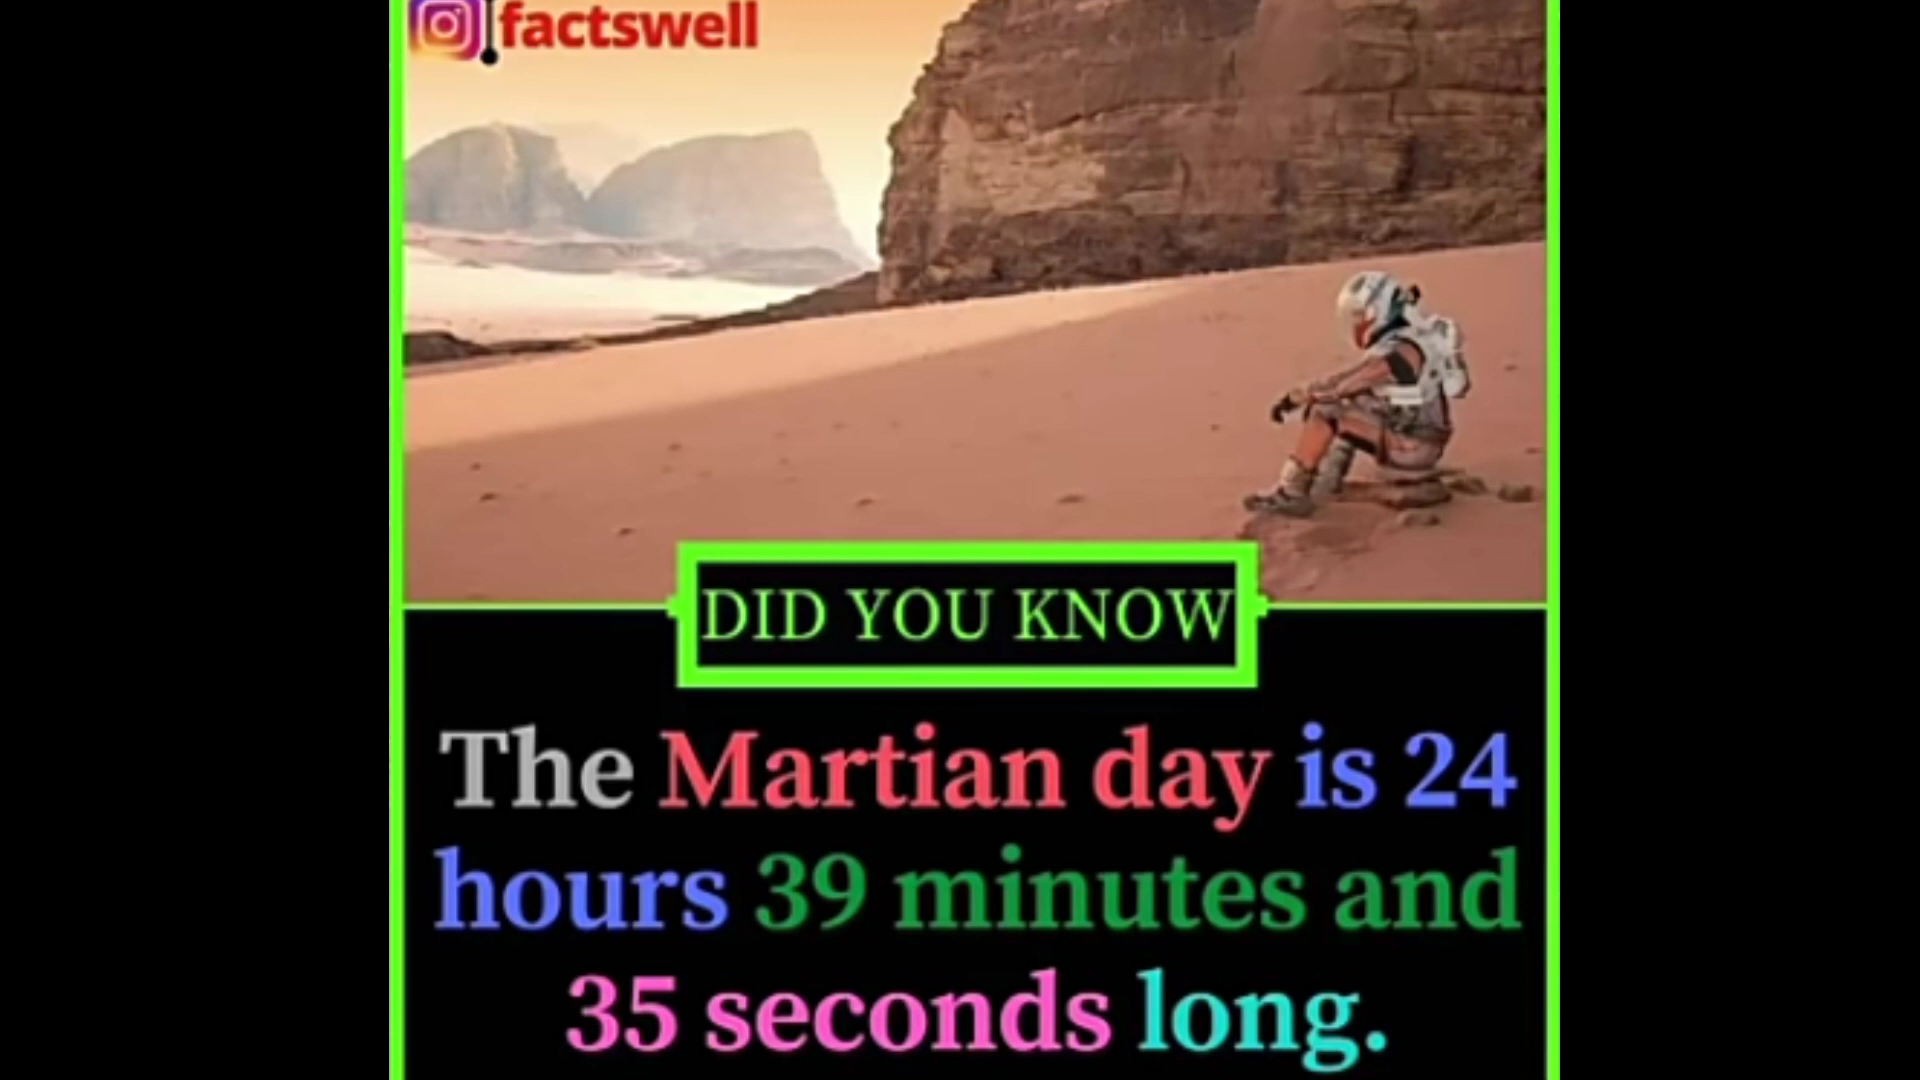 factswell
DID YOU KNOW
The Martian day is 24
hours 39 minutes and
35 seconds long.